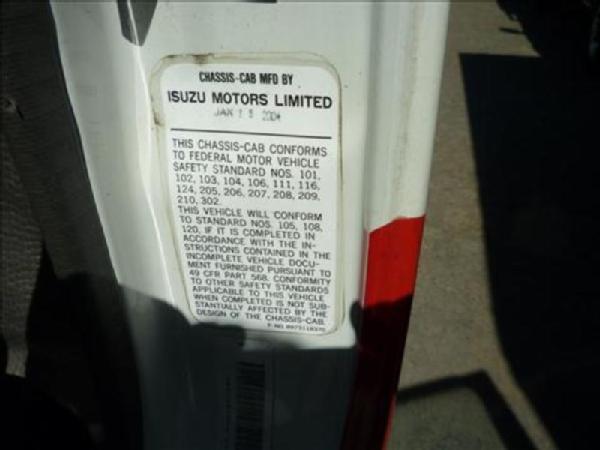 CHASSIS-CAB MFD BY
ISUZU MOTORS LIMITED
JAN 15 2004
THIS CHASSIS-CAB CONFORMS
TO FEDERAL MOTOR VEHICLE
SAFETY STANDARD NOS. 101,
102, 103, 104, 106, 111, 116,
124, 205, 206, 207, 208, 209,
210, 302.
THIS VEHICLE WILL CONFORM
TO STANDARD NOS. 105, 108,
120, IF IT IS COMPLETED IN
ACCORDANCE WITH THE IN-
STRUCTIONS CONTAINED IN THE
INCOMPLETE VEHICLE DOCU-
MENT FURNISHED PURSUANT TO
49 CFR PART 568. CONFORMITY
TO OTHER SAFETY STANDARDS
APPLICABLE TO THIS VEHICLE
WHEN COMPLETED IS NOT SUB-
STANTIALLY AFFECTED BY THE
DESIGN OF THE CHASSIS-CAB.